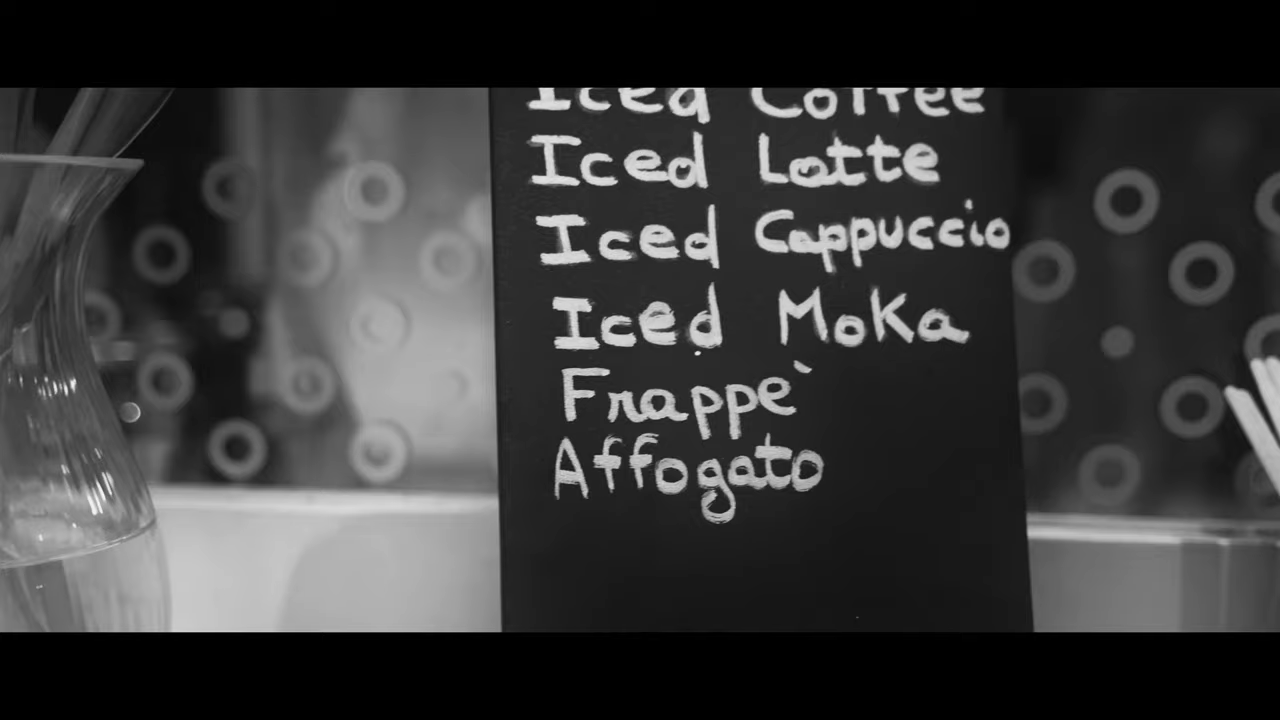 Iced Coffee
Iced Latte
Iced Cappuccio
Iced Moka
Frappè
Affogato